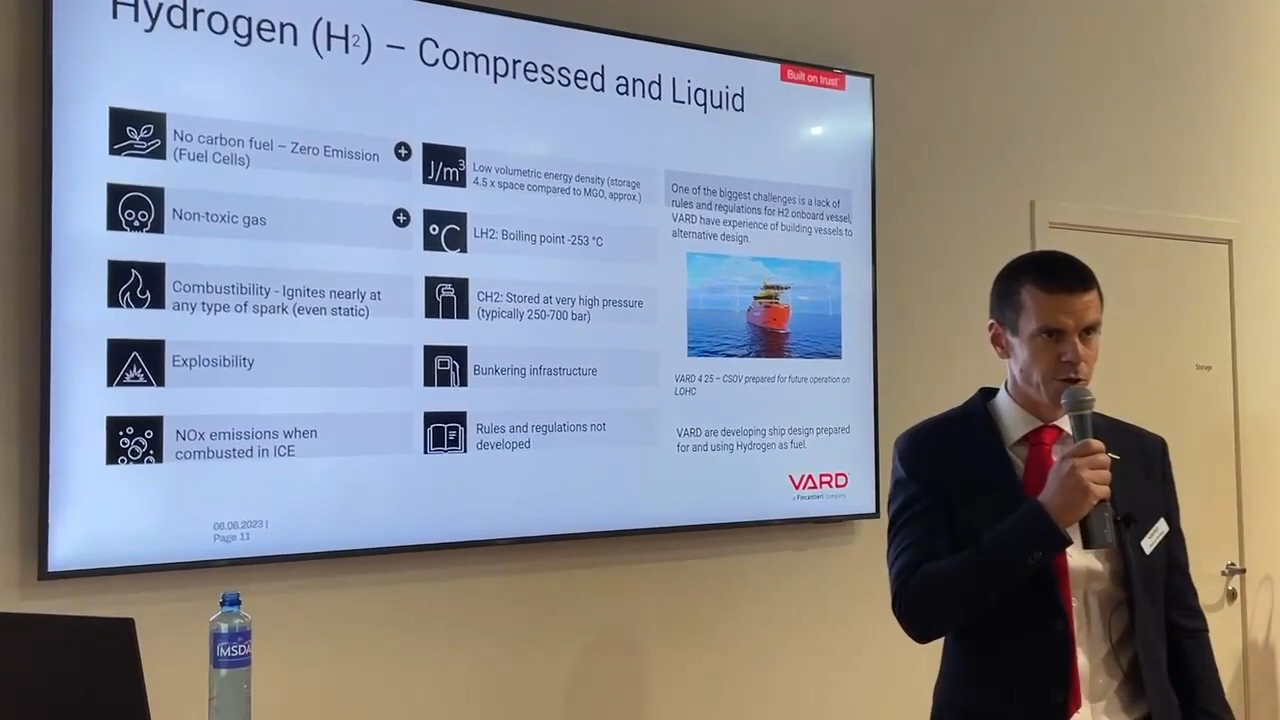 Hydrogen (H2) – Compressed and Liquid
Built on trust
No carbon fuel – Zero Emission
(Fuel Cells)
Non-toxic gas
Combustibility - Ignites nearly at
any type of spark (even static)
Explosibility
NOx emissions when
combusted in ICE
J/m3
Low volumetric energy density (storage
4.5 x space compared to MGO, approx.)
°C
LH2: Boiling point -253 °C
CH2: Stored at very high pressure
(typically 250-700 bar)
Bunkering infrastructure
Rules and regulations not
developed
One of the biggest challenges is a lack of
rules and regulations for H2 onboard vessel,
VARD have experience of building vessels to
alternative design.
VARD 4 25 – CSOV prepared for future operation on
LOHC
VARD are developing ship design prepared
for and using Hydrogen as fuel.
VARD
a Fincantieri company
06.06.2023 |
Page 11
Storage
IMSDA